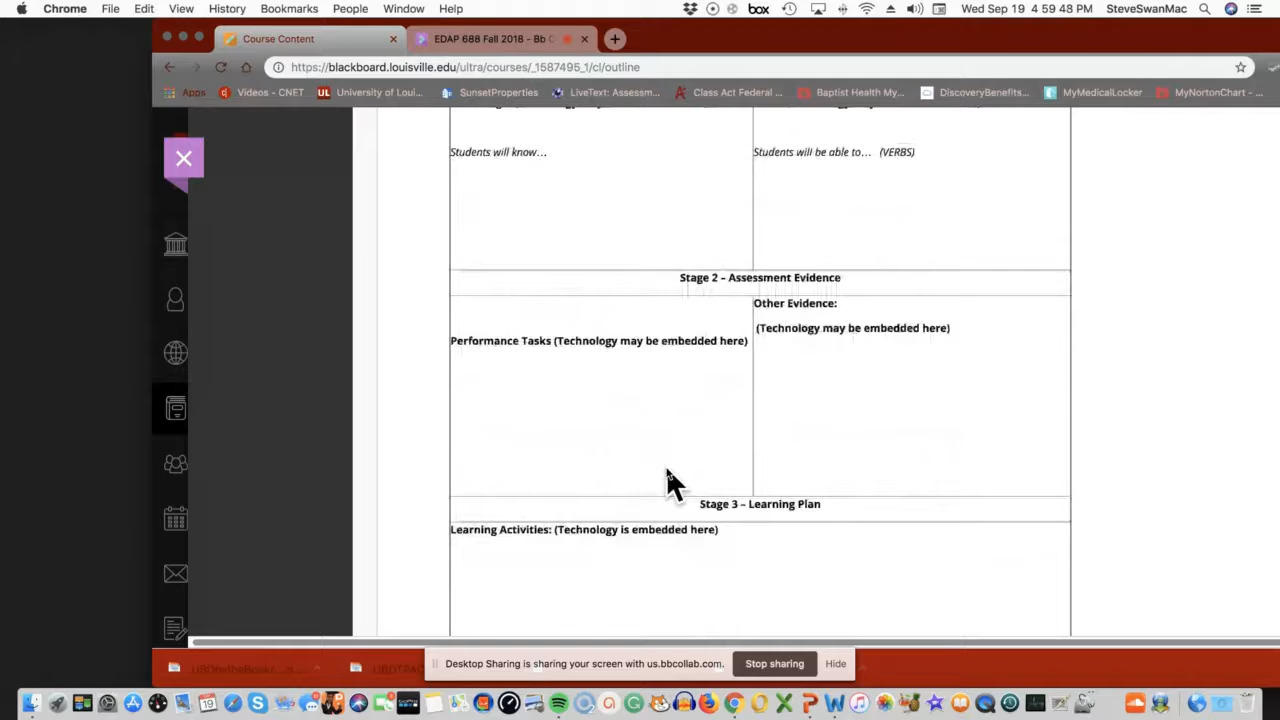 Chrome File Edit View History Bookmarks People Window Help box Wed Sep 19 4:59:48 PM SteveSwanMac
Course Content EDAP 688 Fall 2018 - Bb C
https://blackboard.louisville.edu/ultra/courses/_1587495_1/cl/outline
Apps Videos - CNET University of Loui... SunsetProperties LiveText: Assessm... Class Act Federal ... Baptist Health My... DiscoveryBenefits... MyMedicalLocker MyNortonChart - ...
Students will know… Students will be able to… (VERBS)
Stage 2 – Assessment Evidence
Other Evidence:
(Technology may be embedded here)
Performance Tasks (Technology may be embedded here)
Stage 3 – Learning Plan
Learning Activities: (Technology is embedded here)
Desktop Sharing is sharing your screen with us.bbcollab.com. Stop sharing Hide